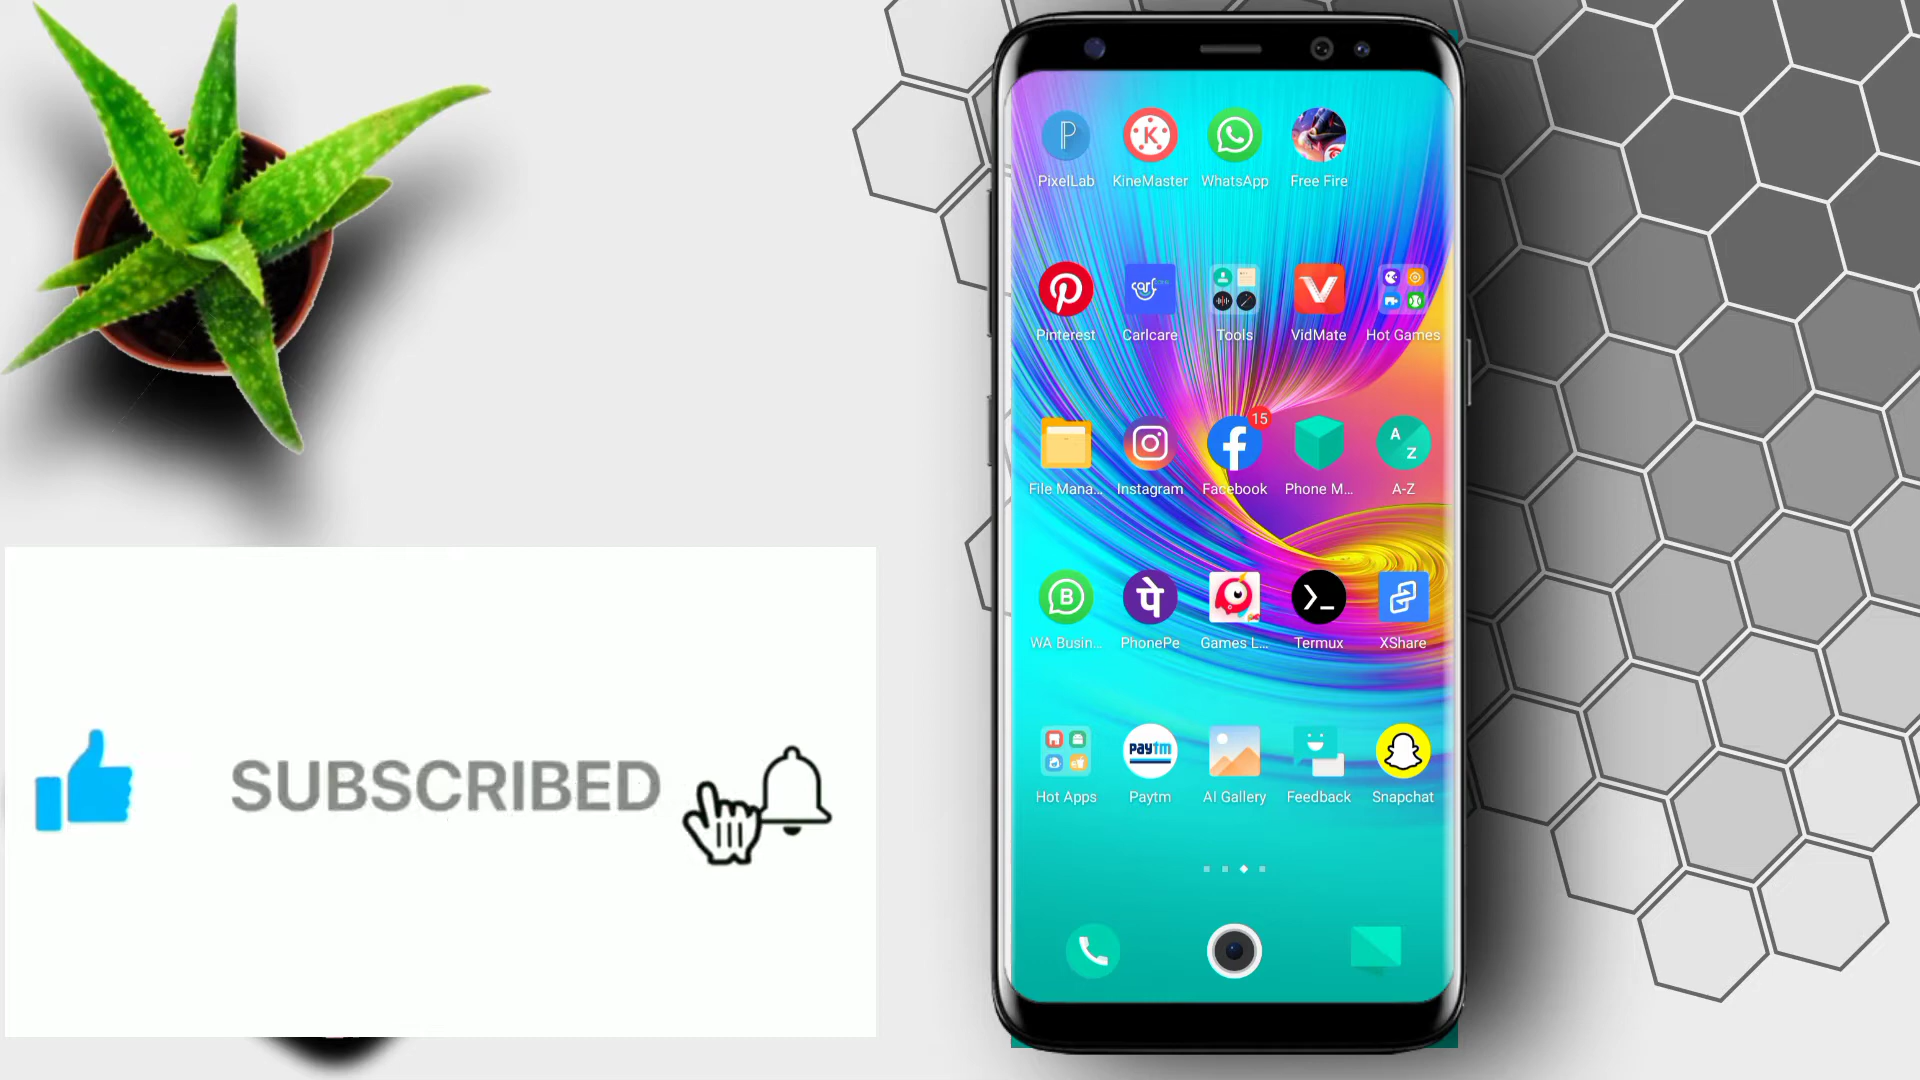 PixelLab KineMaster WhatsApp Free Fire
Pinterest Carlcare Tools VidMate Hot Games
15
File Mana... Instagram Facebook Phone M... A-Z
WA Busin... PhonePe Games L... Termux XShare
Hot Apps Paytm AI Gallery Feedback Snapchat
SUBSCRIBED